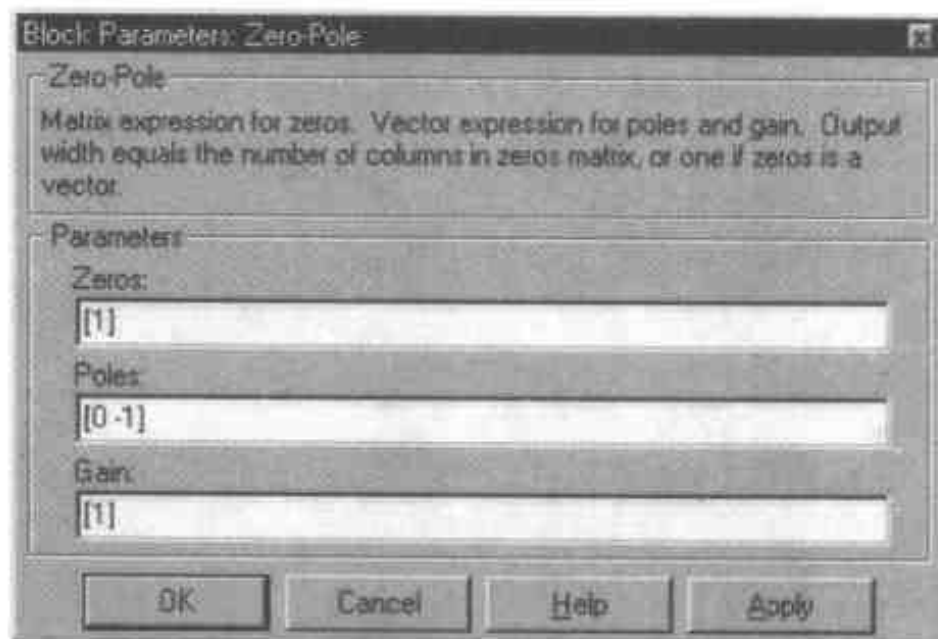 Block Parameters: Zero-Pole
Zero-Pole
Matrix expression for zeros. Vector expression for poles and gain. Output
width equals the number of columns in zeros matrix, or one if zeros is a
vector.
Parameters
Zeros:
[1]
Poles:
[0 -1]
Gain:
[1]
OK
Cancel
Help
Apply